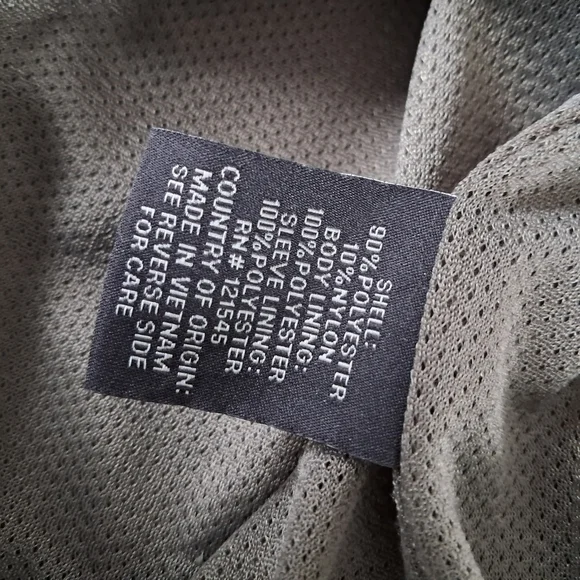 SHELL:
90% POLYESTER
10% NYLON
BODY LINING:
100% POLYESTER
SLEEVE LINING:
100% POLYESTER
RN # 121545
COUNTRY OF ORIGIN:
MADE IN VIETNAM
SEE REVERSE SIDE
FOR CARE